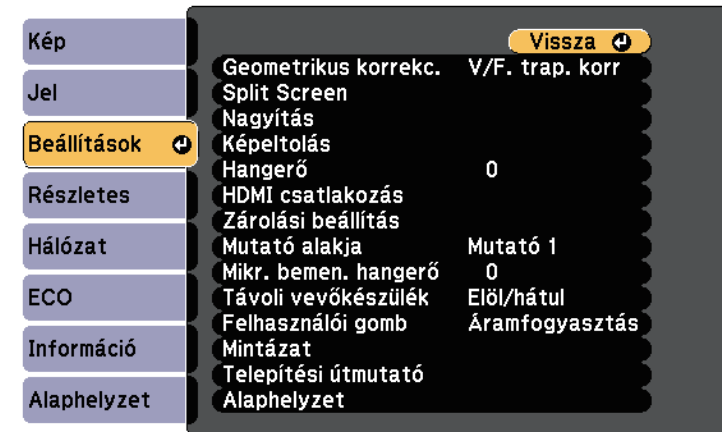 Kép
Jel
Beállítások
Részletes
Hálózat
ECO
Információ
Alaphelyzet
Vissza
Geometrikus korrekc. V/F. trap. korr
Split Screen
Nagyítás
Képeltolás
Hangerő 0
HDMI csatlakozás
Zárolási beállítás
Mutató alakja Mutató 1
Mikr. bemen. hangerő 0
Távoli vevőkészülék Elöl/hátul
Felhasználói gomb Áramfogyasztás
Mintázat
Telepítési útmutató
Alaphelyzet